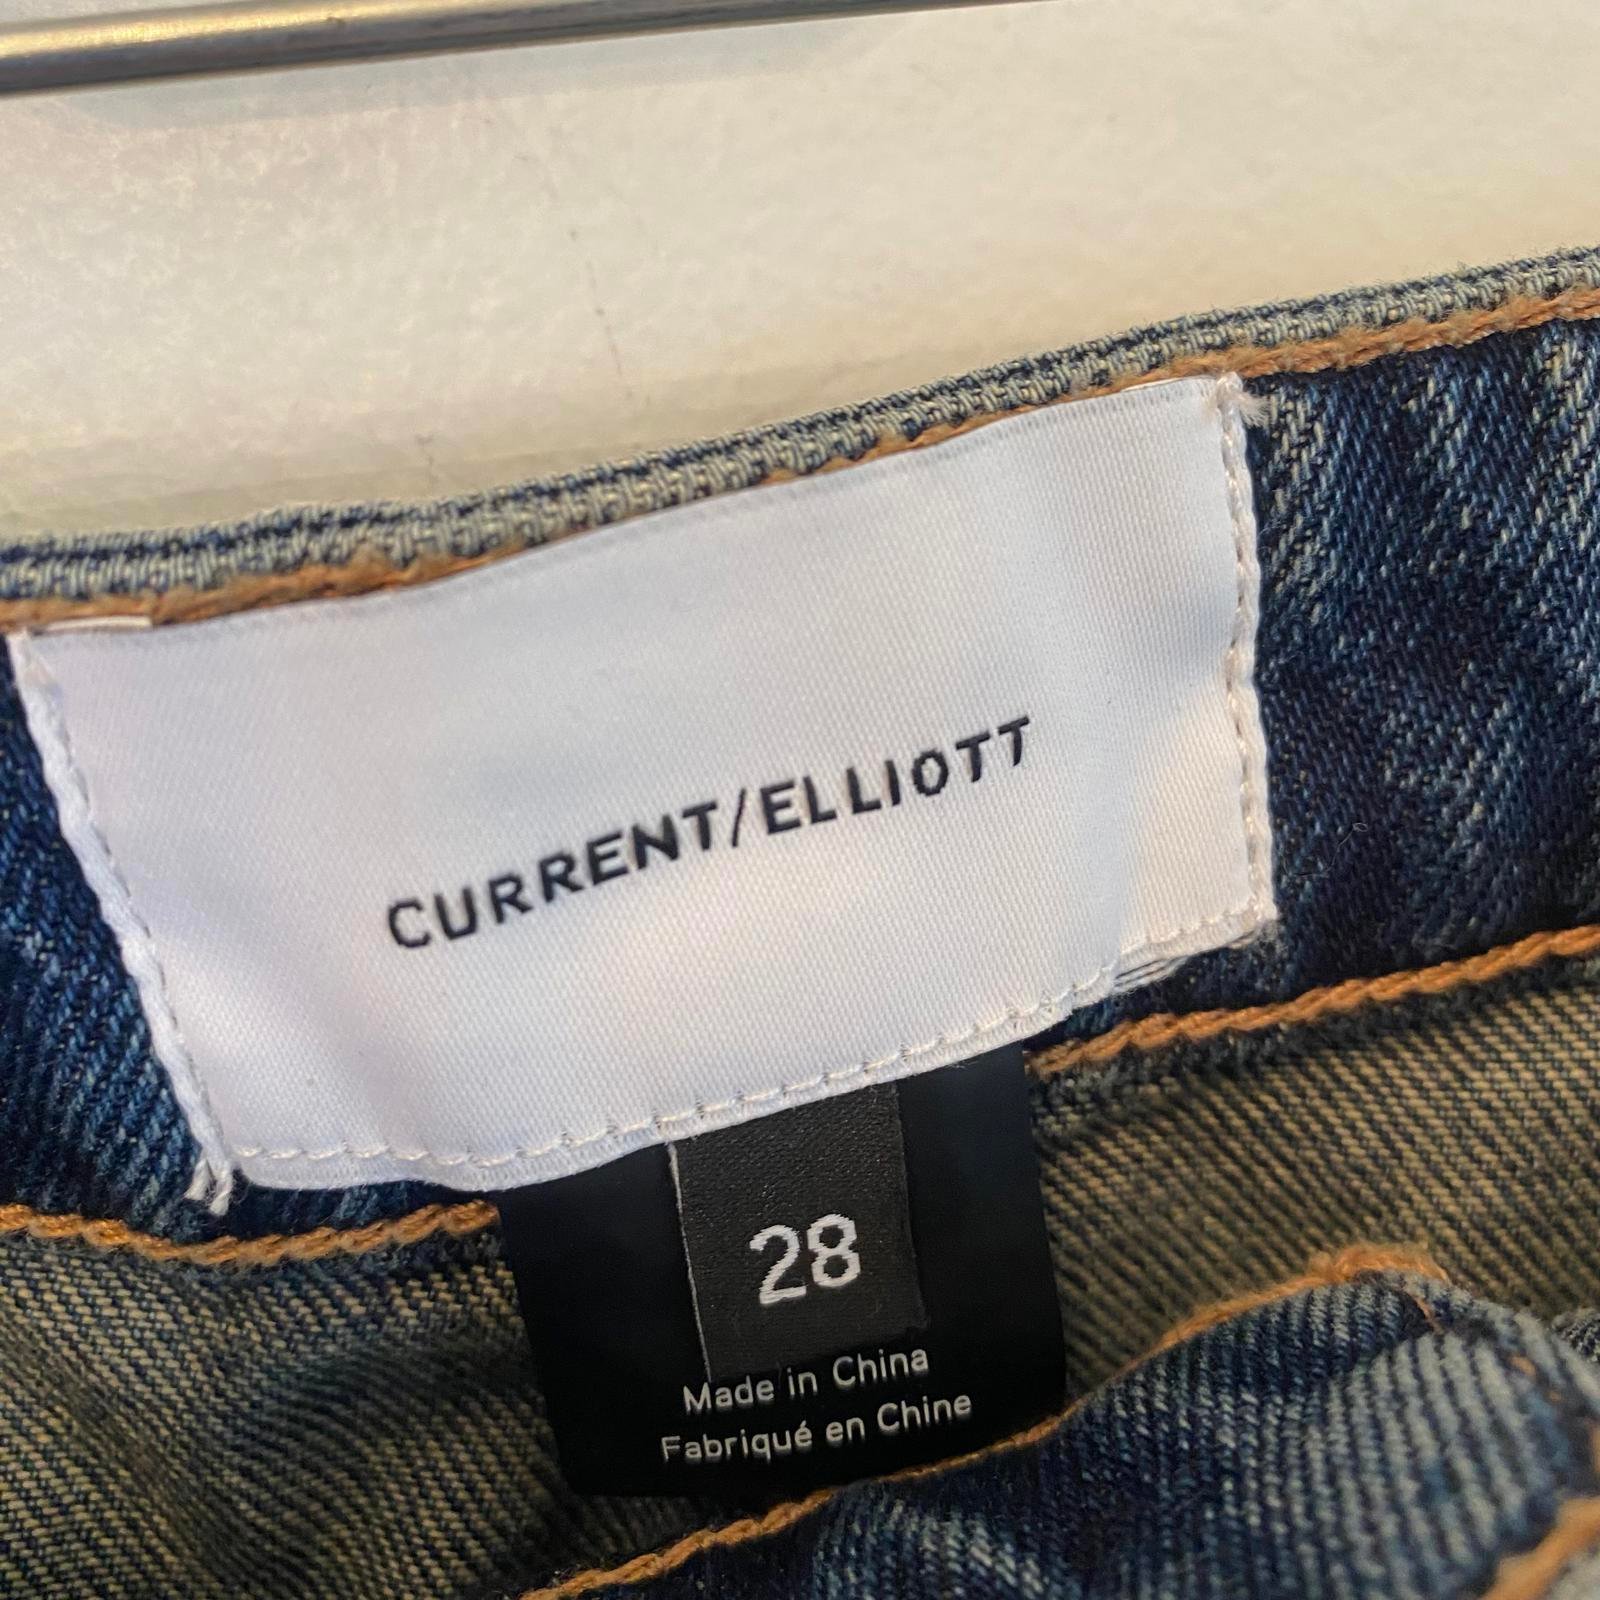 CURRENT/ELLIOTT
28
Made in China
Fabriqué en Chine